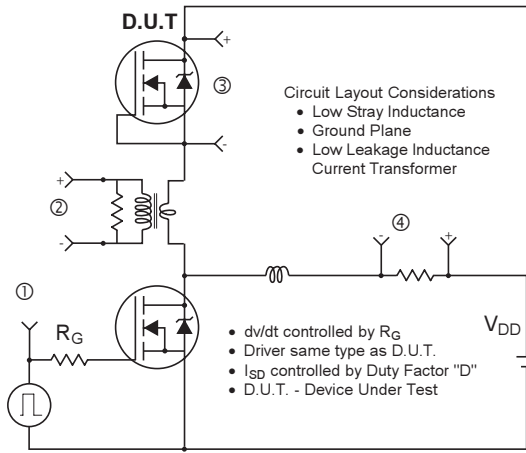 D.U.T
+
③
-
Circuit Layout Considerations
• Low Stray Inductance
• Ground Plane
• Low Leakage Inductance
Current Transformer
+
②
-
④
- +
①
RG
VDD
• dv/dt controlled by RG
• Driver same type as D.U.T.
• ISD controlled by Duty Factor "D"
• D.U.T. - Device Under Test